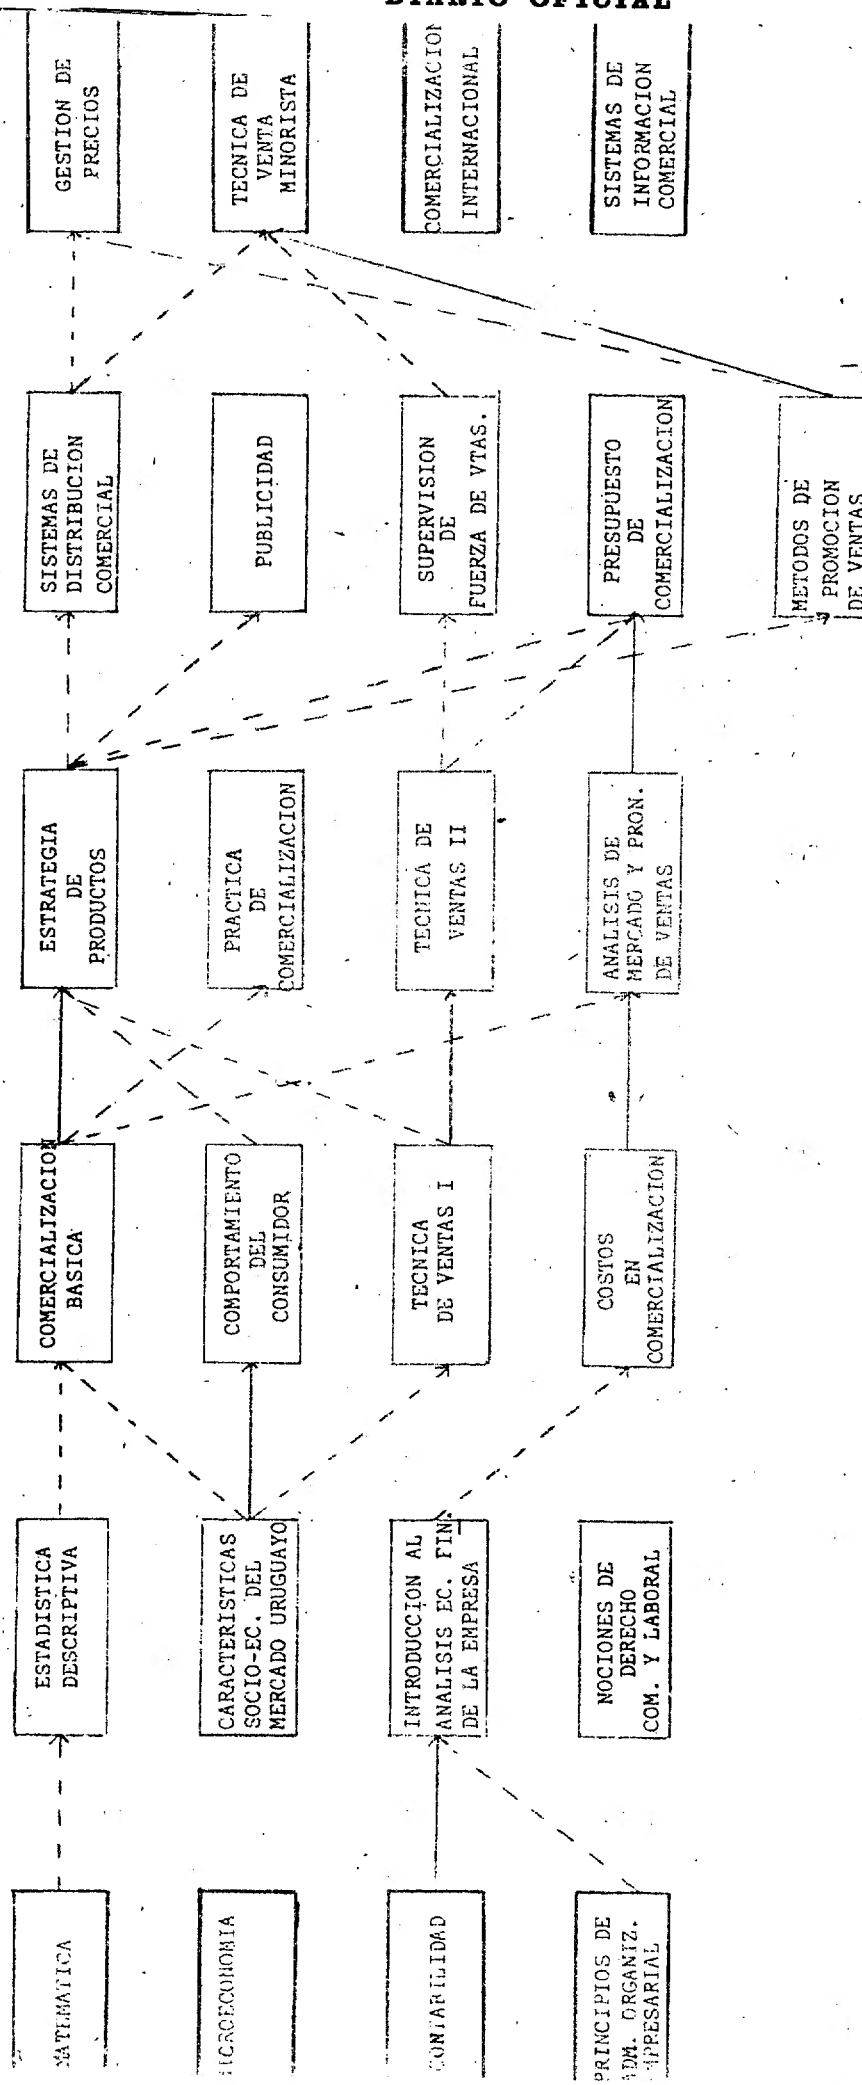 DIARIO OFICIAL
GESTION DE
PRECIOS
TECNICA DE
VENTA
MINORISTA
COMERCIALIZACION
INTERNACIONAL
SISTEMAS DE
INFORMACION
COMERCIAL
SISTEMAS DE
DISTRIBUCION
COMERCIAL
PUBLICIDAD
SUPERVISION
DE
FUERZA DE VTAS.
PRESUPUESTO
DE
COMERCIALIZACION
METODOS DE
PROMOCION
DE VENTAS
ESTRATEGIA
DE
PRODUCTOS
PRACTICA
DE
COMERCIALIZACION
TECNICA DE
VENTAS II
ANALISIS DE
MERCADO Y PRON.
DE VENTAS
COMERCIALIZACION
BASICA
COMPORTAMIENTO
DEL
CONSUMIDOR
TECNICA
DE VENTAS I
COSTOS
EN
COMERCIALIZACION
ESTADISTICA
DESCRIPTIVA
CARACTERISTICAS
SOCIO-EC. DEL
MERCADO URUGUAYO
INTRODUCCION AL
ANALISIS EC. FIN.
DE LA EMPRESA
NOCIONES DE
DERECHO
COM. Y LABORAL
MATEMATICA
MICROECONOMIA
CONTABILIDAD
PRINCIPIOS DE
ADM. ORGANIZ.
EMPRESARIAL